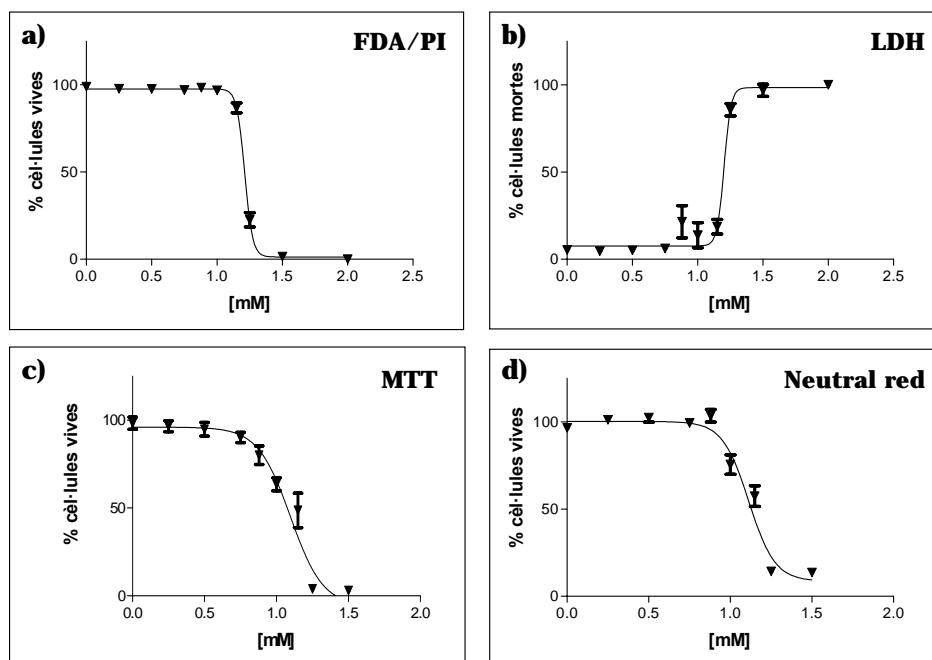 a)
FDA/PI
% cèl·lules vives
100
50
0
0.0 0.5 1.0 1.5 2.0 2.5
[mM]
b)
LDH
% cèl·lules mortes
100
50
0
0.0 0.5 1.0 1.5 2.0 2.5
[mM]
c)
MTT
% cèl·lules vives
100
50
0
0.0 0.5 1.0 1.5 2.0
[mM]
d)
Neutral red
% cèl·lules vives
100
50
0
0.0 0.5 1.0 1.5 2.0
[mM]